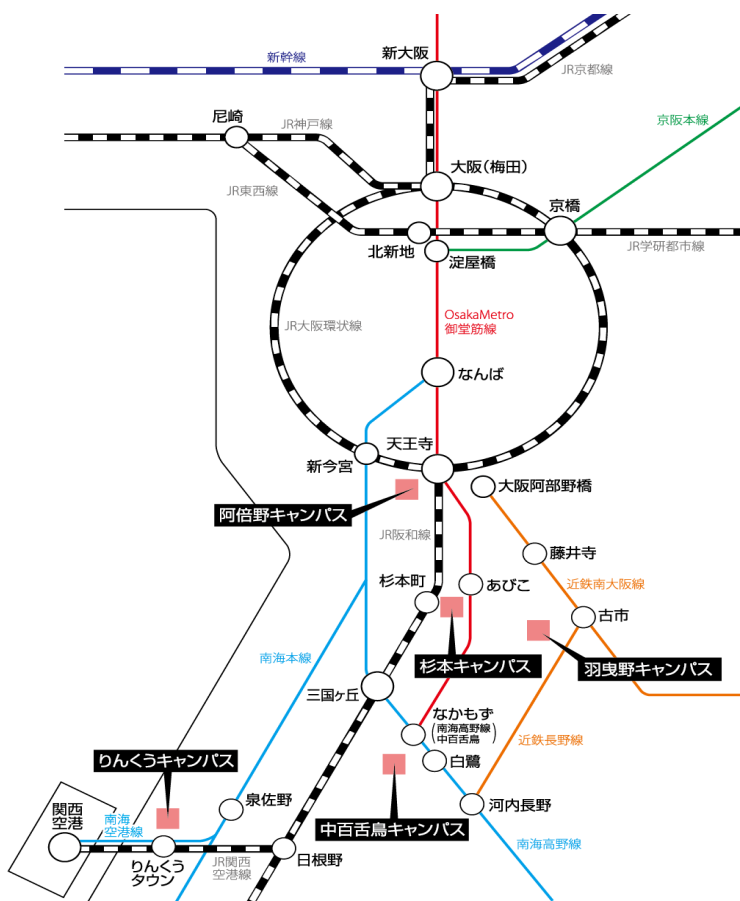 新大阪
新幹線
JR京都線
尼崎
JR神戸線
京阪本線
大阪(梅田)
JR東西線
京橋
北新地
淀屋橋
JR学研都市線
OsakaMetro
御堂筋線
JR大阪環状線
なんば
天王寺
新今宮
大阪阿部野橋
阿倍野キャンパス
JR阪和線
藤井寺
杉本町
あびこ
近鉄南大阪線
古市
南海本線
杉本キャンパス
羽曳野キャンパス
三国ヶ丘
なかもず
(南海高野線
中百舌鳥)
近鉄長野線
りんくうキャンパス
白鷺
関西
空港
南海
空港線
泉佐野
河内長野
中百舌鳥キャンパス
南海高野線
りんくう
タウン
JR関西
空港線
日根野